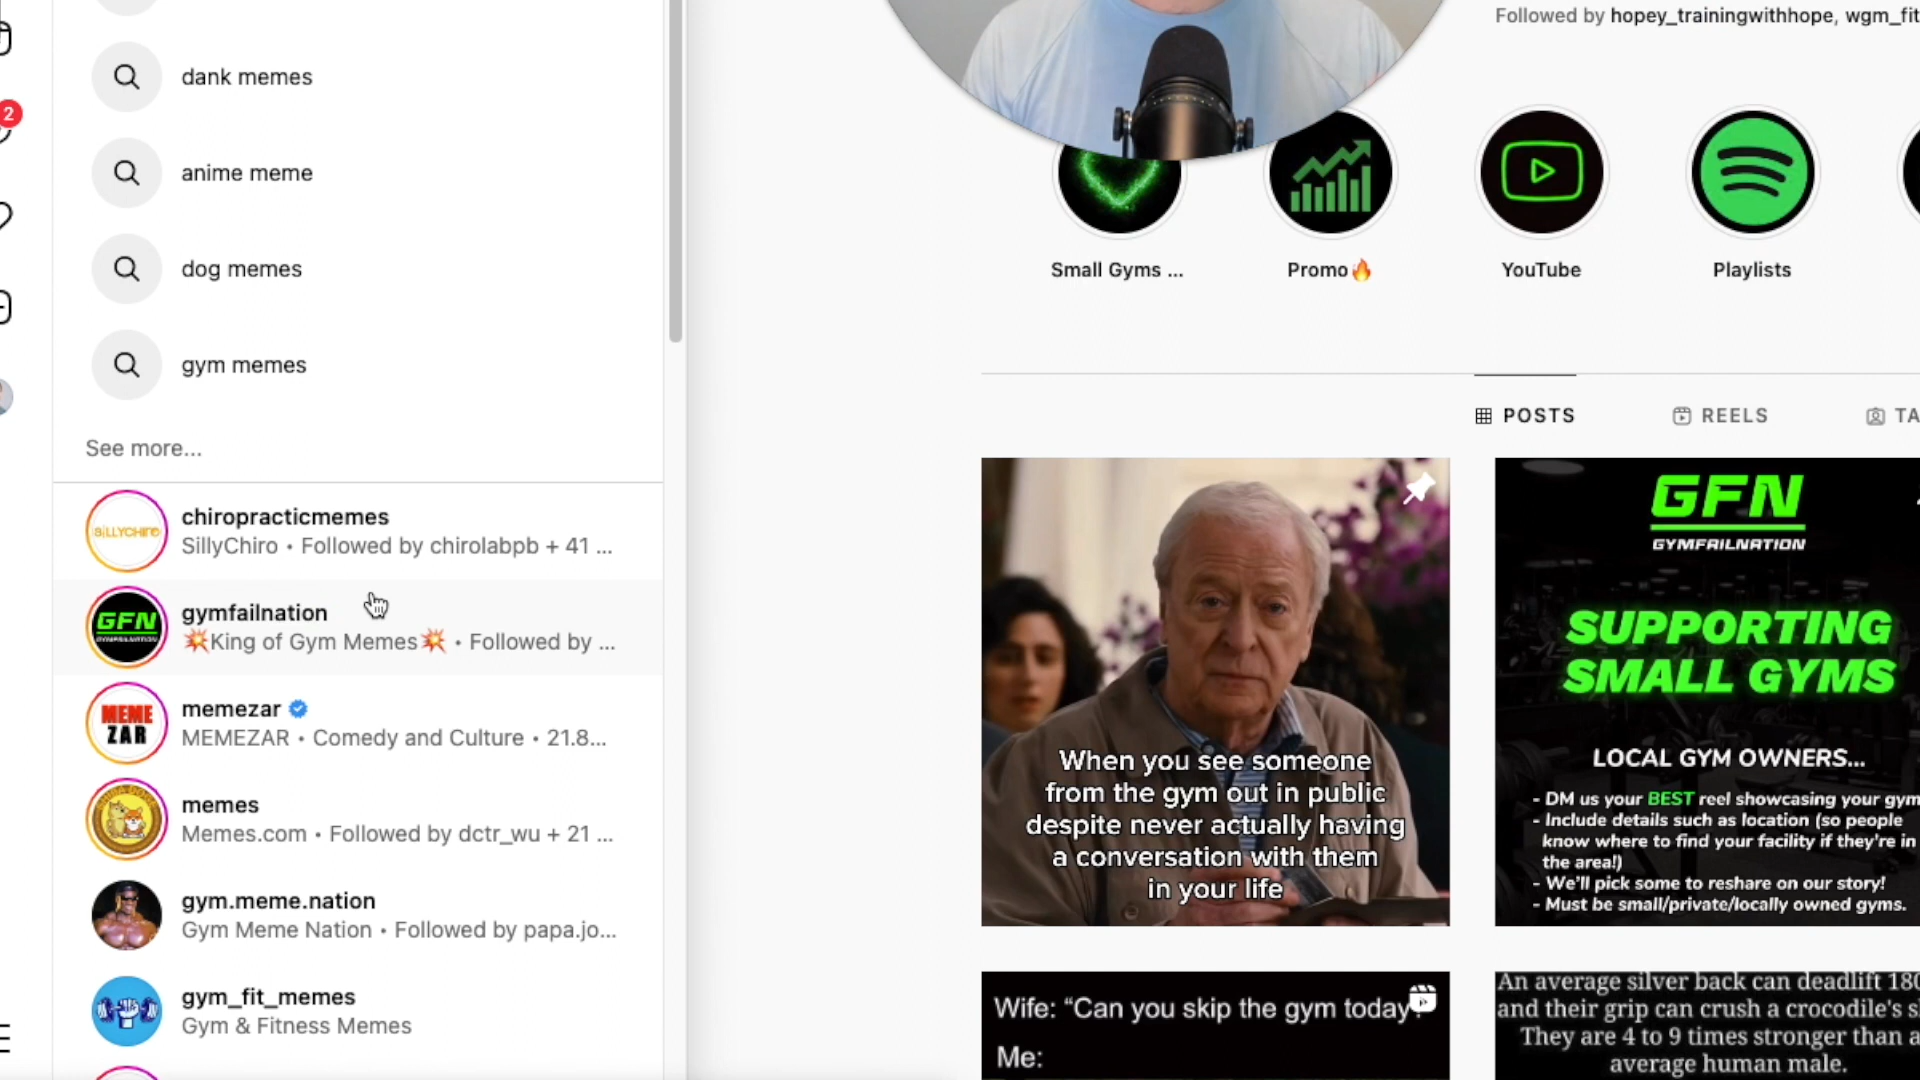 2
dank memes
anime meme
dog memes
gym memes
See more...
chiropracticmemes
SillyChiro • Followed by chirolabpb + 41 ...
SILLYCHIRO
gymfailnation
💥King of Gym Memes💥 • Followed by ...
GFN
GYMFAILNATION
memezar
MEMEZAR • Comedy and Culture • 21.8...
MEME
ZAR
memes
Memes.com • Followed by dctr_wu + 21 ...
gym.meme.nation
Gym Meme Nation • Followed by papa.jo...
gym_fit_memes
Gym & Fitness Memes
Followed by hopey_trainingwithhope, wgm_fit
Small Gyms ...
Promo🔥
YouTube
Playlists
POSTS
REELS
TA
When you see someone
from the gym out in public
despite never actually having
a conversation with them
in your life
GFN
GYMFAILNATION
SUPPORTING
SMALL GYMS
LOCAL GYM OWNERS...
- DM us your BEST reel showcasing your gym
- Include details such as location (so people
know where to find your facility if they're in
the area!)
- We'll pick some to reshare on our story!
- Must be small/private/locally owned gyms.
Wife: “Can you skip the gym today
Me:
An average silver back can deadlift 180
and their grip can crush a crocodile's
They are 4 to 9 times stronger than a
average human male.